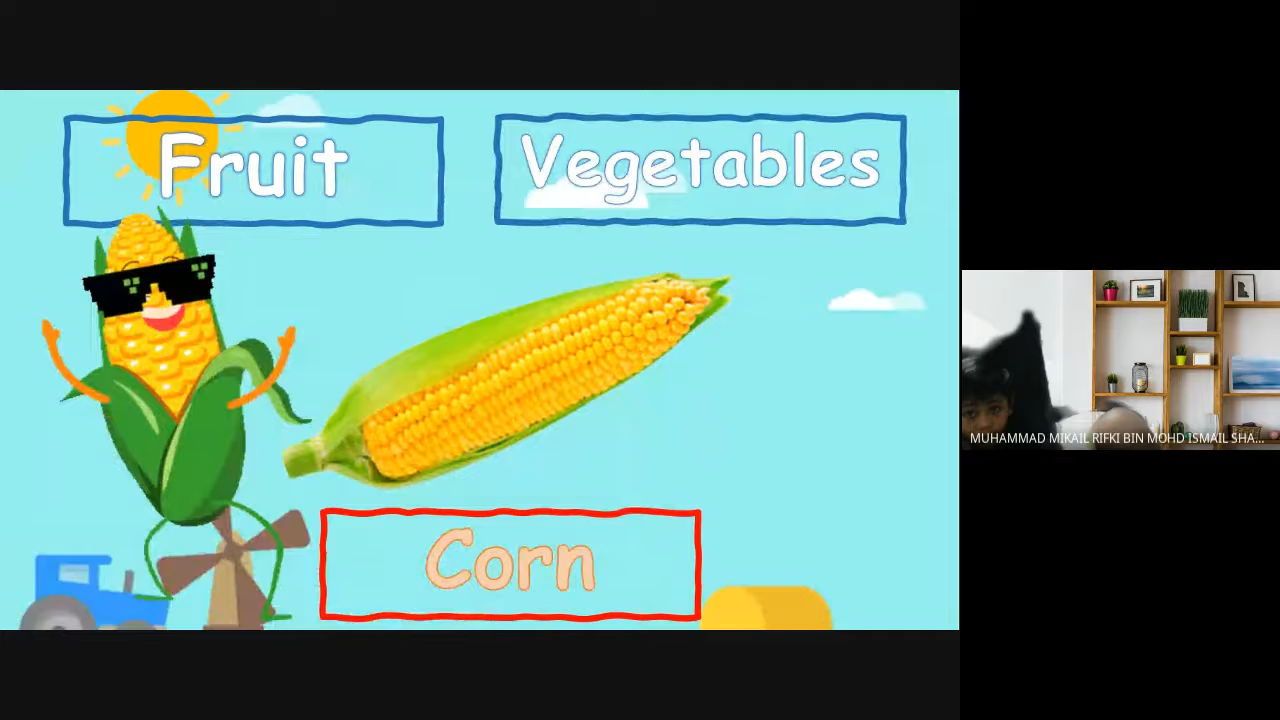 Fruit
Vegetables
Corn
MUHAMMAD MIKAIL RIFKI BIN MOHD ISMAIL SHA...